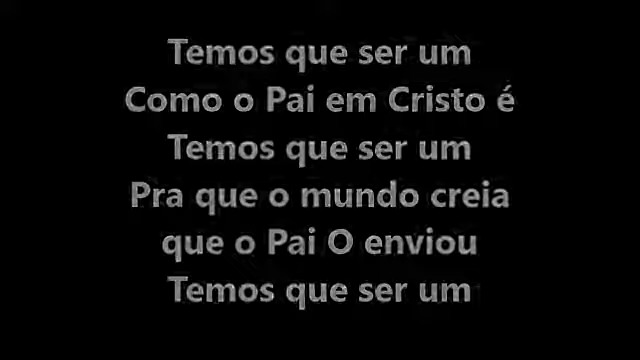 Temos que ser um
Como o Pai em Cristo é
Temos que ser um
Pra que o mundo creia
que o Pai O enviou
Temos que ser um